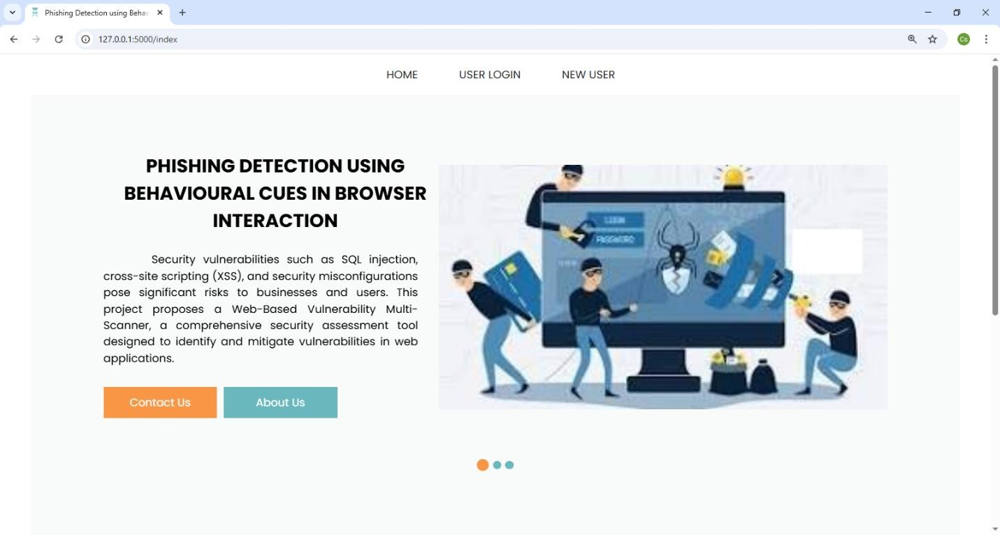 Phishing Detection using Behav
127.0.0.1:5000/index
Cs
HOME USER LOGIN NEW USER
PHISHING DETECTION USING
BEHAVIOURAL CUES IN BROWSER
INTERACTION
Security vulnerabilities such as SQL injection,
cross-site scripting (XSS), and security misconfigurations
pose significant risks to businesses and users. This
project proposes a Web-Based Vulnerability Multi-
Scanner, a comprehensive security assessment tool
designed to identify and mitigate vulnerabilities in web
applications.
Contact Us About Us
LOGIN
PASSWORD